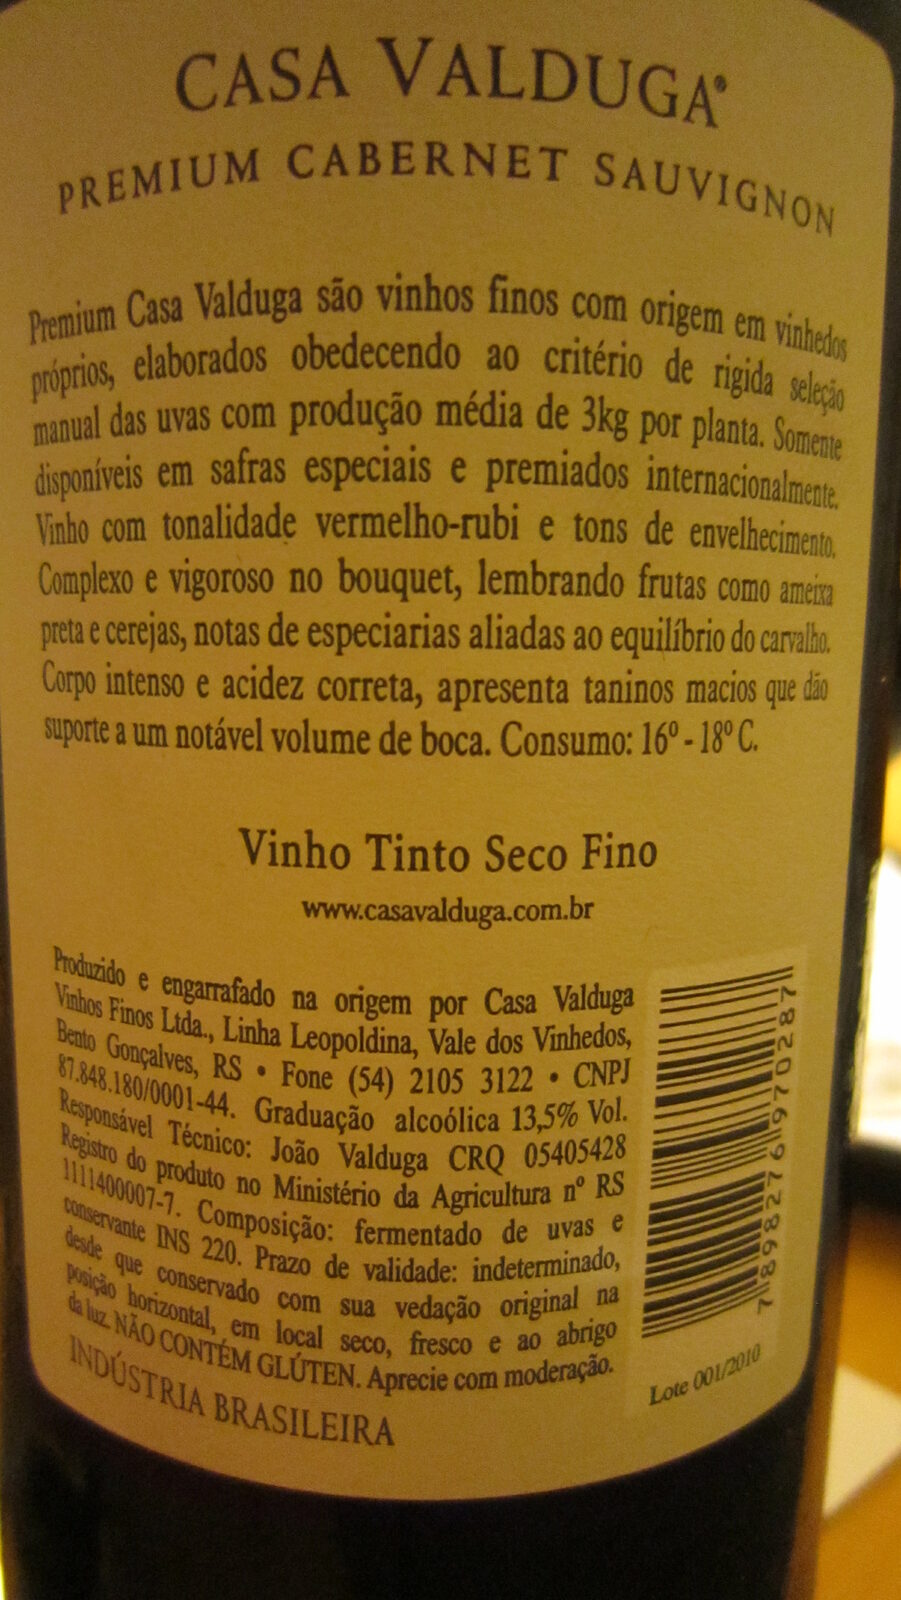 CASA VALDUGA®
PREMIUM CABERNET SAUVIGNON
Premium Casa Valduga são vinhos finos com origem em vinhedos
próprios, elaborados obedecendo ao critério de rigida seleção
manual das uvas com produção média de 3kg por planta. Somente
disponíveis em safras especiais e premiados internacionalmente.
Vinho com tonalidade vermelho-rubi e tons de envelhecimento.
Complexo e vigoroso no bouquet, lembrando frutas como ameixa
preta e cerejas, notas de especiarias aliadas ao equilíbrio do carvalho.
Corpo intenso e acidez correta, apresenta taninos macios que dão
suporte a um notável volume de boca. Consumo: 16º - 18º C.
Vinho Tinto Seco Fino
www.casavalduga.com.br
Produzido e engarrafado na origem por Casa Valduga
Vinhos Finos Ltda., Linha Leopoldina, Vale dos Vinhedos,
Bento Gonçalves, RS • Fone (54) 2105 3122 • CNPJ
87.848.180/0001-44. Graduação alcoólica 13,5% Vol.
Responsável Técnico: João Valduga CRQ 05405428
Registro do produto no Ministério da Agricultura nº RS
1111400007-7. Composição: fermentado de uvas e
conservante INS 220. Prazo de validade: indeterminado,
desde que conservado com sua vedação original na
posição horizontal, em local seco, fresco e ao abrigo
da luz. NÃO CONTÉM GLÚTEN. Aprecie com moderação.
INDÚSTRIA BRASILEIRA
7 898276 970287
Lote 001/2010